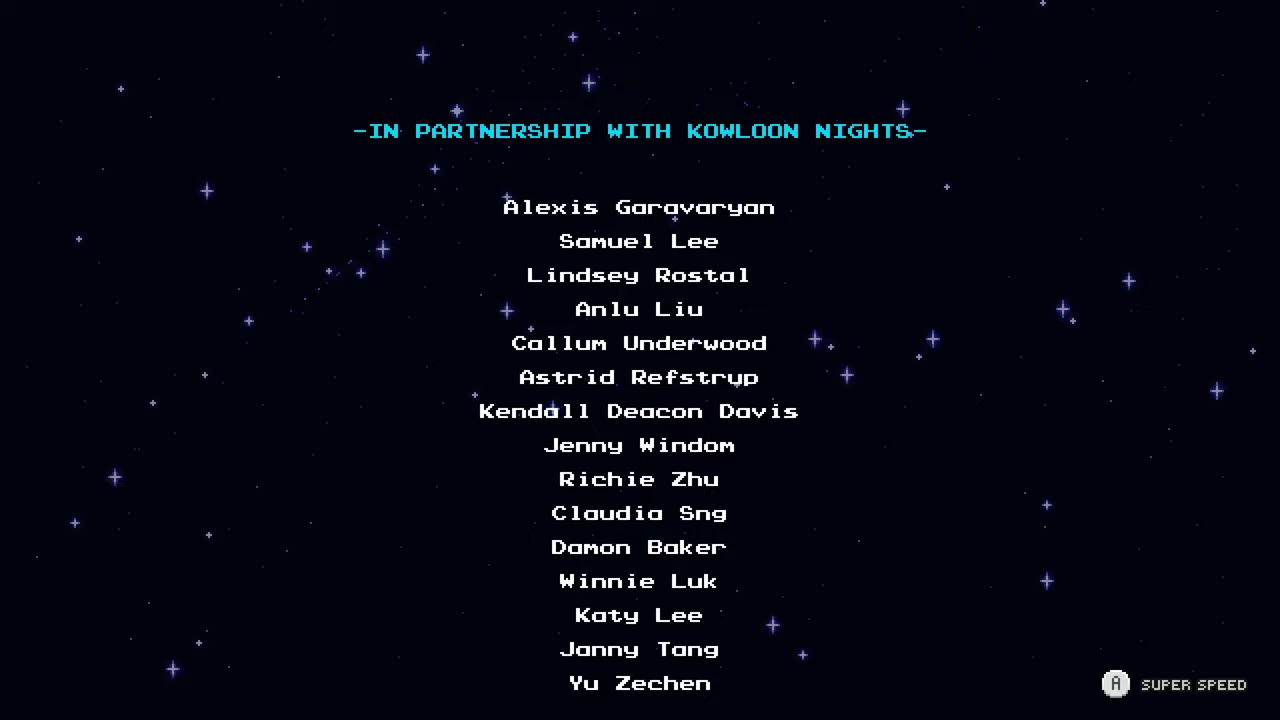 -IN PARTNERSHIP WITH KOWLOON NIGHTS-
Alexis Garavaryan
Samuel Lee
Lindsey Rostal
Anlu Liu
Callum Underwood
Astrid Refstryp
Kendall Deacon Davis
Jenny Windom
Richie Zhu
Claudia Sng
Damon Baker
Winnie Luk
Katy Lee
Janny Tang
Yu Zechen
A SUPER SPEED